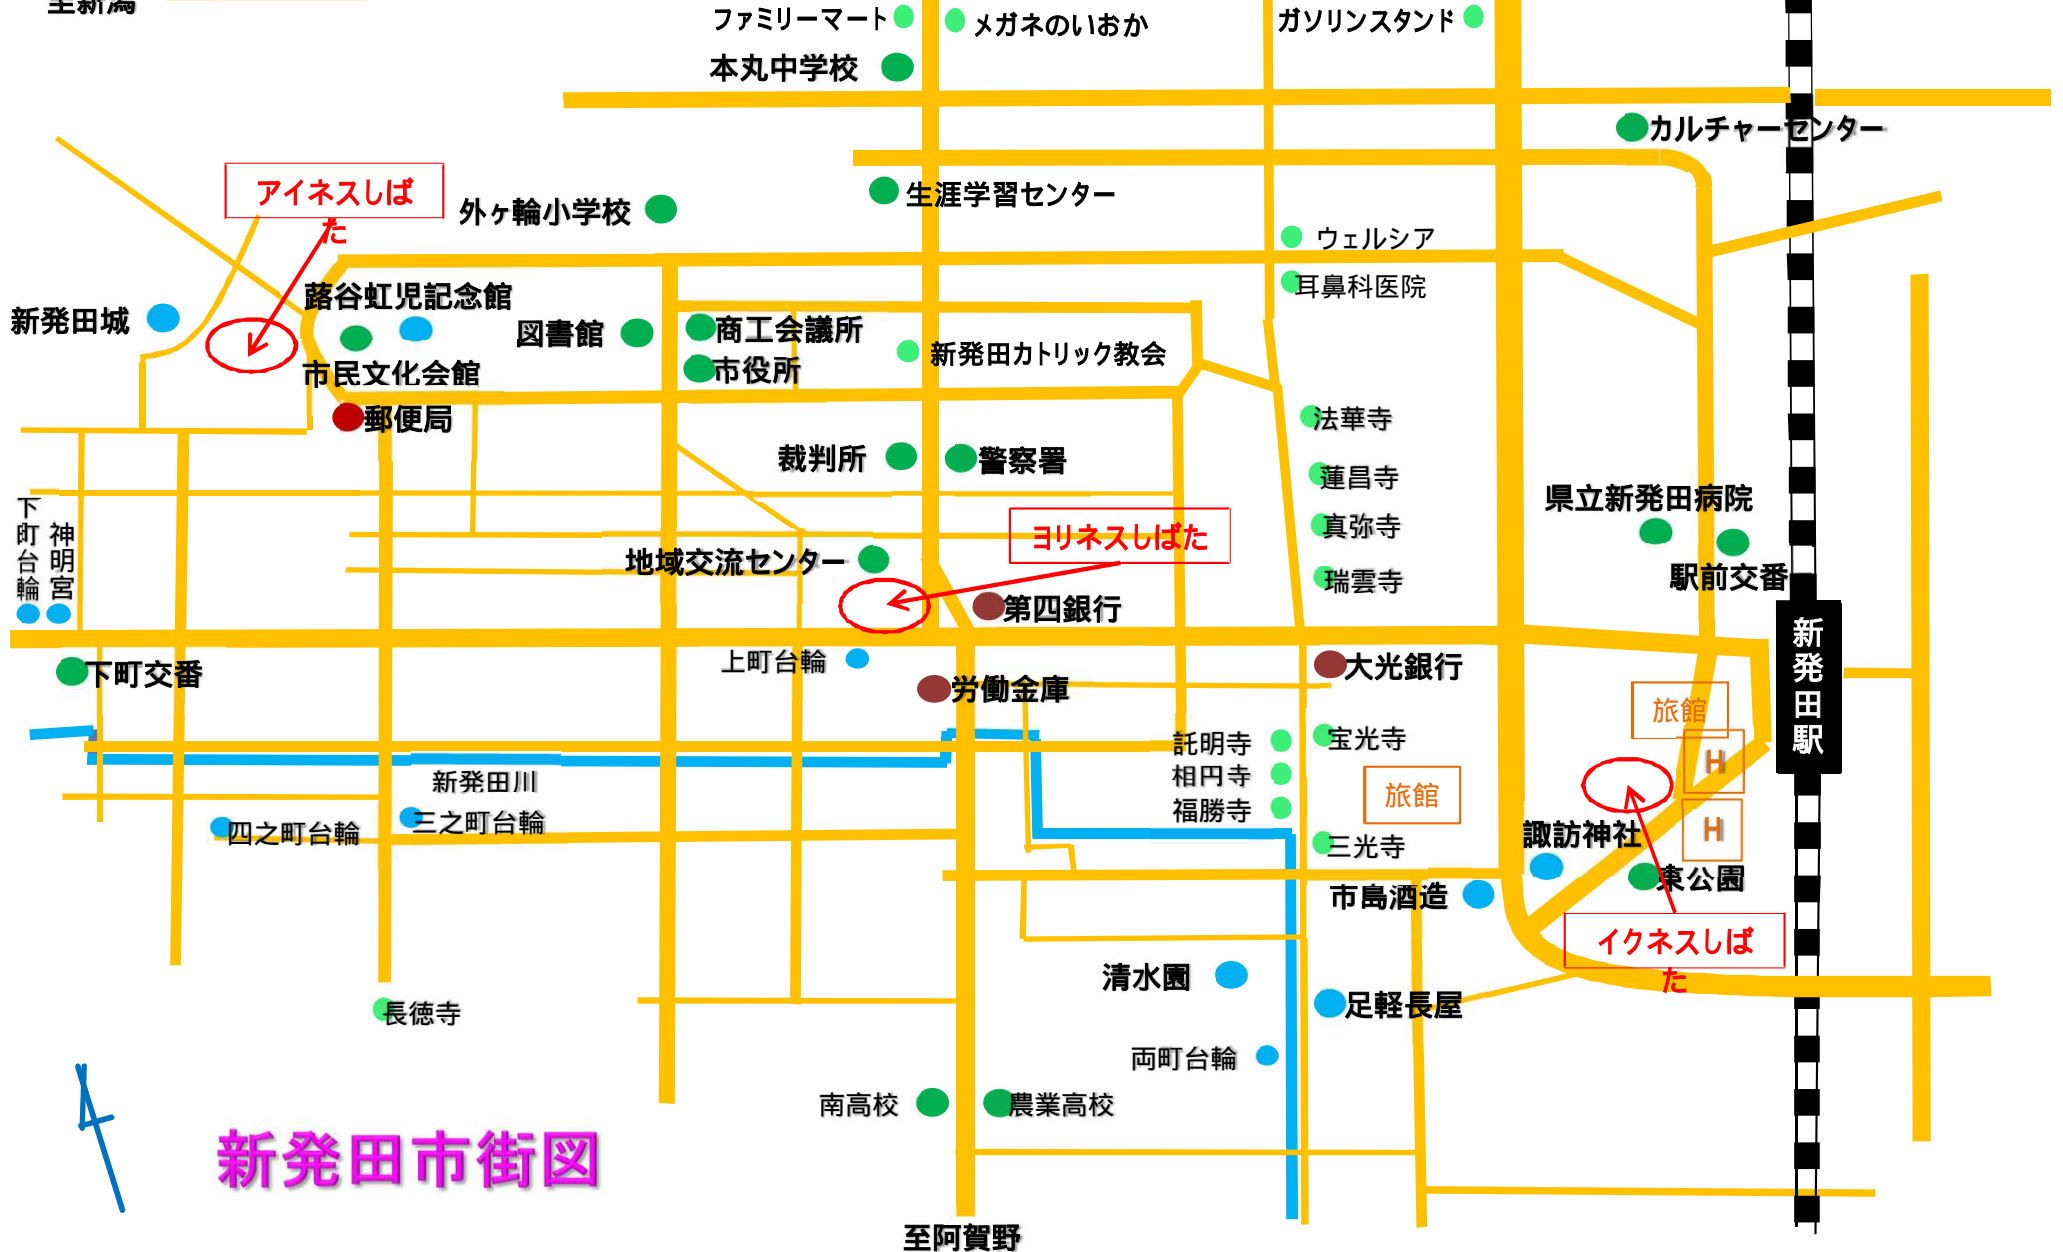 至新潟
ファミリーマート
メガネのいおか
ガソリンスタンド
本丸中学校
カルチャーセンター
アイネスしば
た
外ヶ輪小学校
生涯学習センター
ウェルシア
耳鼻科医院
蕗谷虹児記念館
新発田城
図書館
商工会議所
新発田カトリック教会
市民文化会館
市役所
郵便局
法華寺
裁判所
警察署
蓮昌寺
県立新発田病院
下町台輪
神明宮
真弥寺
ヨリネスしばた
地域交流センター
瑞雲寺
駅前交番
第四銀行
新発田駅
上町台輪
大光銀行
下町交番
労働金庫
旅館
託明寺
宝光寺
H
新発田川
相円寺
旅館
福勝寺
四之町台輪
三之町台輪
H
諏訪神社
三光寺
東公園
市島酒造
イクネスしば
た
清水園
足軽長屋
長徳寺
両町台輪
南高校
農業高校
新発田市街図
至阿賀野